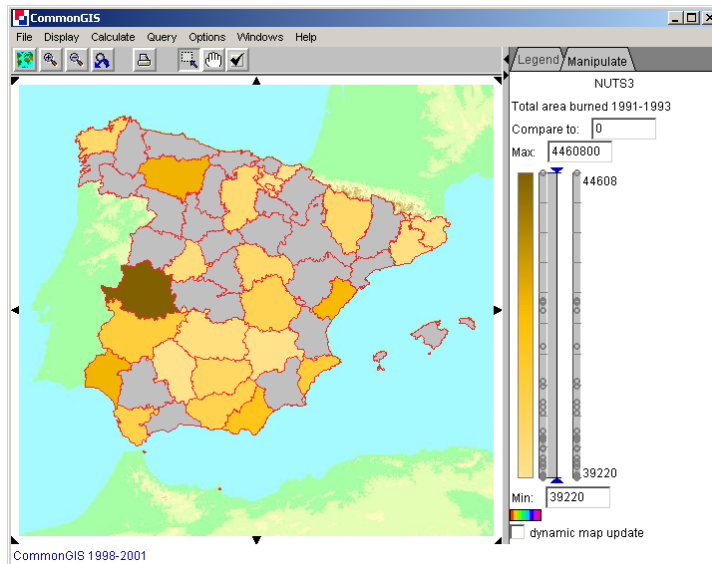 CommonGIS
File Display Calculate Query Options Windows Help
Legend Manipulate
NUTS3
Total area burned 1991-1993
Compare to: 0
Max: 4460800
44608
39220
Min: 39220
dynamic map update
CommonGIS 1998-2001